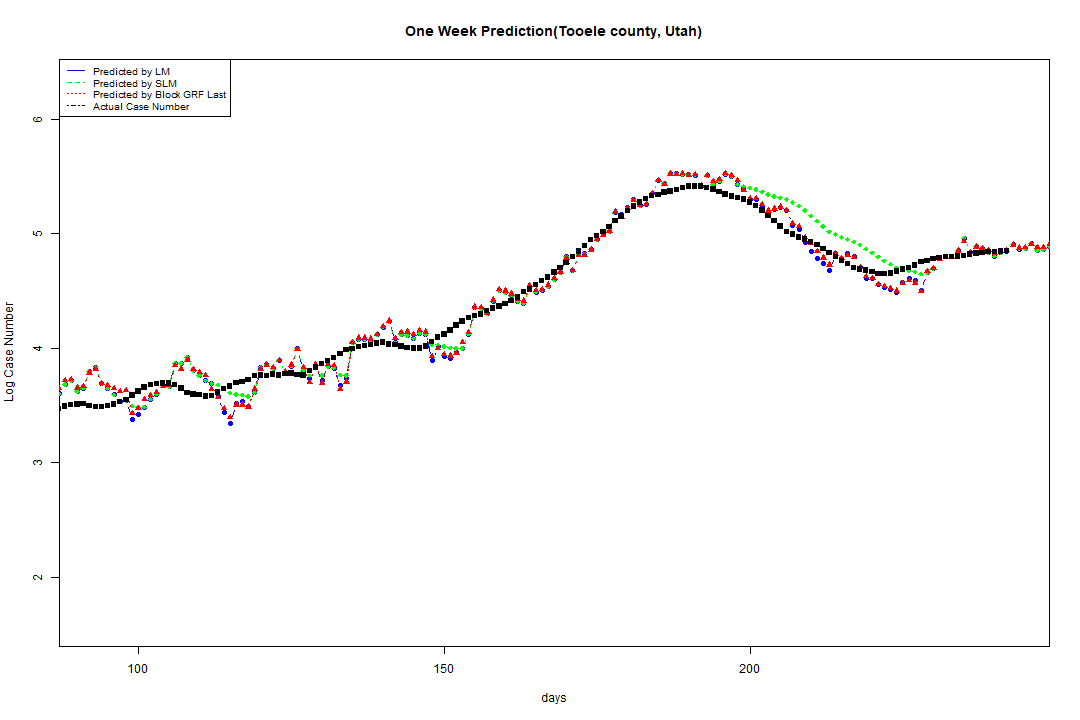 One Week Prediction(Tooele county, Utah)
Predicted by LM
Predicted by SLM
Predicted by Block GRF Last
Actual Case Number
6
5
4
3
2
Log Case Number
100 150 200
days